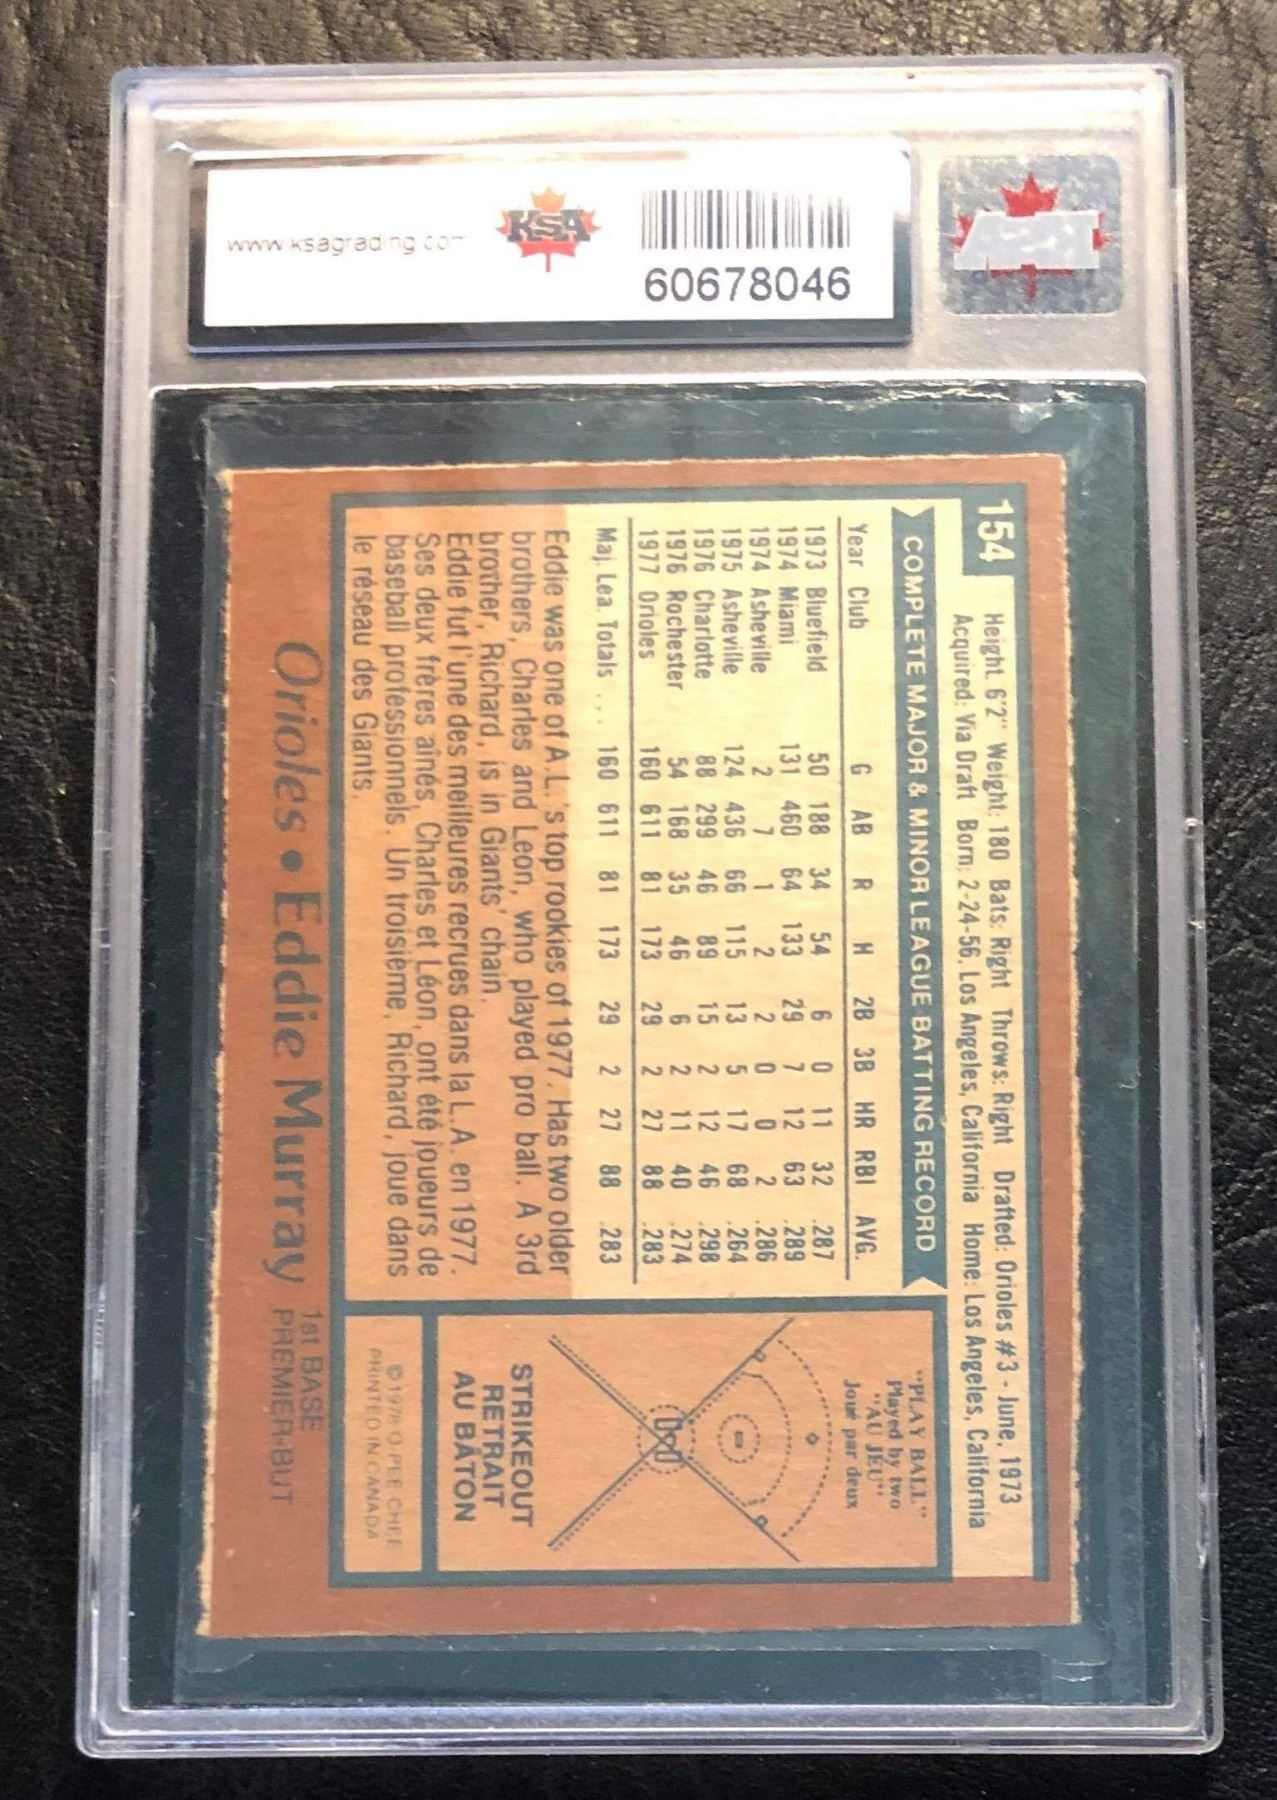 www.ksagrading.com
KSA
60678046
154
Height: 6'2" Weight: 180 Bats: Right Throws: Right Drafted: Orioles #3 - June, 1973
Acquired: Via Draft Born: 2-24-56, Los Angeles, California Home: Los Angeles, California
COMPLETE MAJOR & MINOR LEAGUE BATTING RECORD
Year Club G AB R H 2B 3B HR RBI AVG.
1973 Bluefield 50 188 34 54 6 0 11 32 .287
1974 Miami 131 460 64 133 29 7 12 63 .289
1974 Asheville 2 7 1 2 2 0 0 2 .286
1975 Asheville 124 436 66 115 13 5 17 68 .264
1976 Charlotte 88 299 46 89 15 2 12 46 .298
1976 Rochester 54 168 35 46 6 2 11 40 .274
1977 Orioles 160 611 81 173 29 2 27 88 .283
Maj. Lea. Totals ... 160 611 81 173 29 2 27 88 .283
Eddie was one of A.L.'s top rookies of 1977. Has two older
brothers, Charles and Leon, who played pro ball. A 3rd
brother, Richard, is in Giants' chain.
Eddie fut l'une des meilleures recrues dans la L.A. en 1977.
Ses deux frères aînés, Charles et Léon, ont été joueurs de
baseball professionnels. Un troisième, Richard, joue dans
le réseau des Giants.
"PLAY BALL"
Played by two
"AU JEU"
Joué par deux
STRIKEOUT
RETRAIT
AU BÂTON
© 1978 O-PEE-CHEE
PRINTED IN CANADA
Orioles • Eddie Murray 1st BASE
PREMIER-BUT